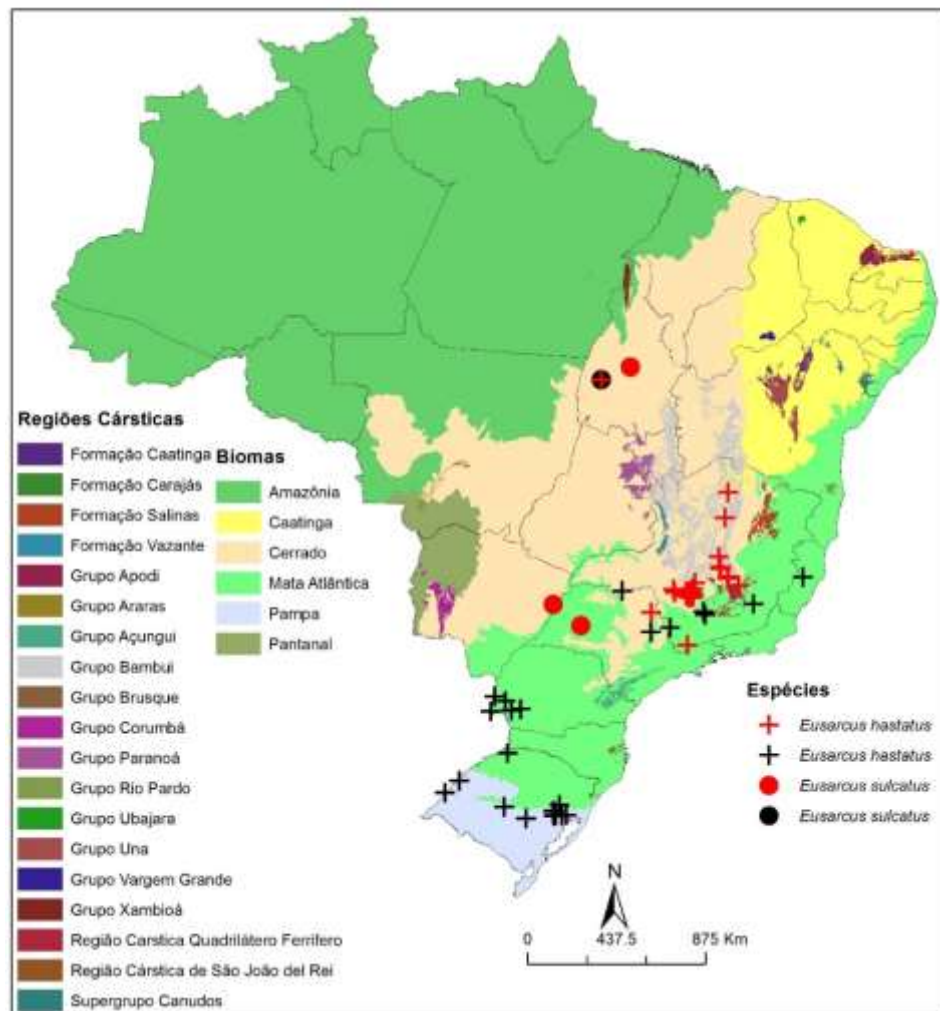 Regiões Cársticas
Formação Caatinga
Formação Carajás
Formação Salinas
Formação Vazante
Grupo Apodi
Grupo Araras
Grupo Açungui
Grupo Bambuí
Grupo Brusque
Grupo Corumbá
Grupo Paranoá
Grupo Rio Pardo
Grupo Ubajara
Grupo Una
Grupo Vargem Grande
Grupo Xambioá
Região Carstica Quadrilátero Ferrífero
Região Cárstica de São João del Rei
Supergrupo Canudos
Biomas
Amazônia
Caatinga
Cerrado
Mata Atlântica
Pampa
Pantanal
Espécies
Eusarcus hastatus
Eusarcus hastatus
Eusarcus sulcatus
Eusarcus sulcatus
N
0 437.5 875 Km